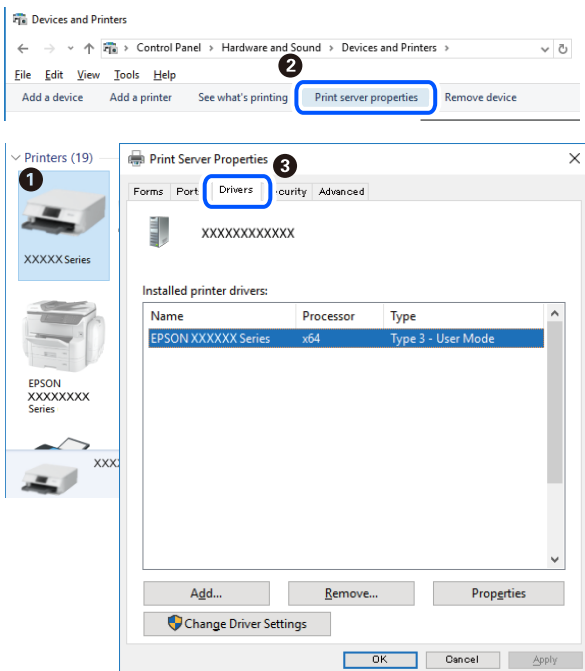 Devices and Printers
Control Panel > Hardware and Sound > Devices and Printers >
2
File Edit View Tools Help
Add a device Add a printer See what's printing Print server properties Remove device
Printers (19)
1
XXXXX Series
EPSON
XXXXXXXX
Series
XXX
Print Server Properties
3
Forms Port Drivers curity Advanced
XXXXXXXXXXXX
Installed printer drivers:
Name Processor Type
EPSON XXXXXX Series x64 Type 3 - User Mode
Add... Remove... Properties
Change Driver Settings
OK Cancel Apply